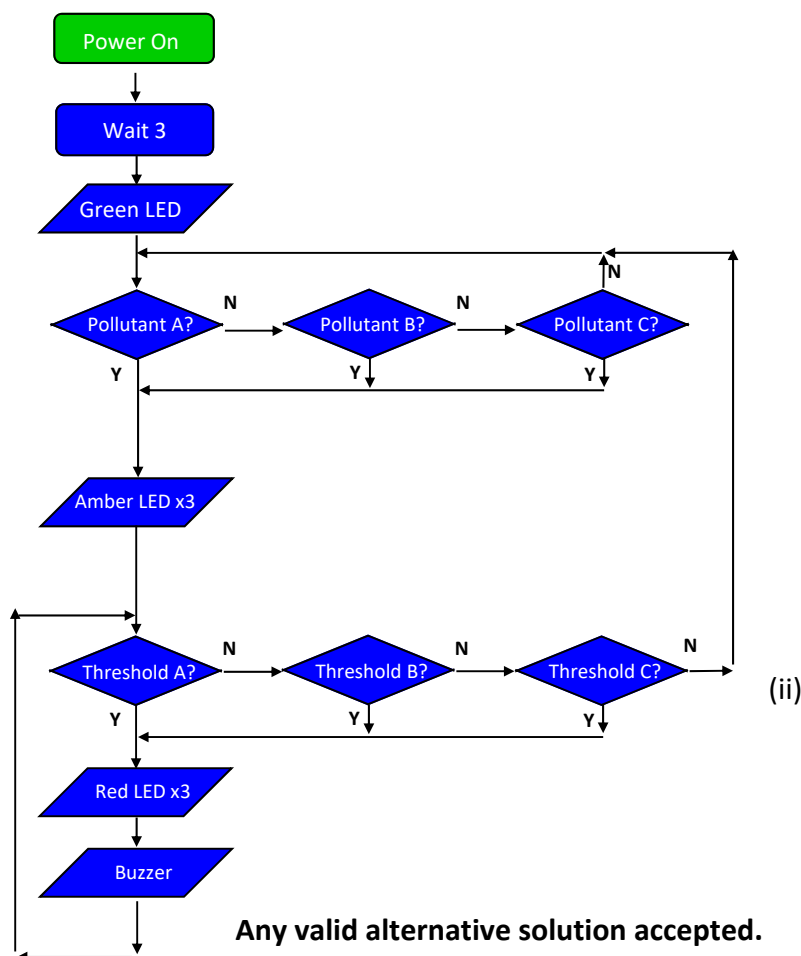 Power On
Wait 3
Green LED
N
Pollutant A?
N
Pollutant B?
N
Pollutant C?
Y
Y
Y
Amber LED x3
Threshold A?
N
Threshold B?
N
Threshold C?
N
(ii)
Y
Y
Y
Red LED x3
Buzzer
Any valid alternative solution accepted.